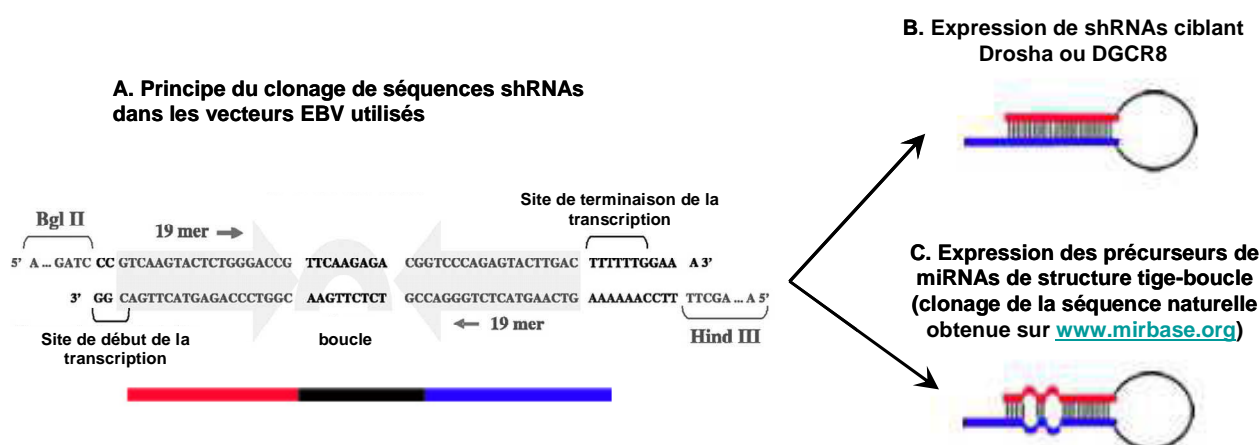 B. Expression de shRNAs ciblant
Drosha ou DGCR8
A. Principe du clonage de séquences shRNAs
dans les vecteurs EBV utilisés
Site de terminaison de la
transcription
Bgl II
19 mer
5’ A ... GATC CC GTCAAGTACTCTGGGACCG TTCAAGAGA CGGTCCCAGAGTACTTGAC TTTTTTGGAA A 3’
3’ GG CAGTTCATGAGACCCTGGC AAGTTCTCT GCCAGGGTCTCATGAACTG AAAAAACCTT TTCGA ... A 5’
19 mer
Site de début de la
transcription
boucle
Hind III
C. Expression des précurseurs de
miRNAs de structure tige-boucle
(clonage de la séquence naturelle
obtenue sur www.mirbase.org)